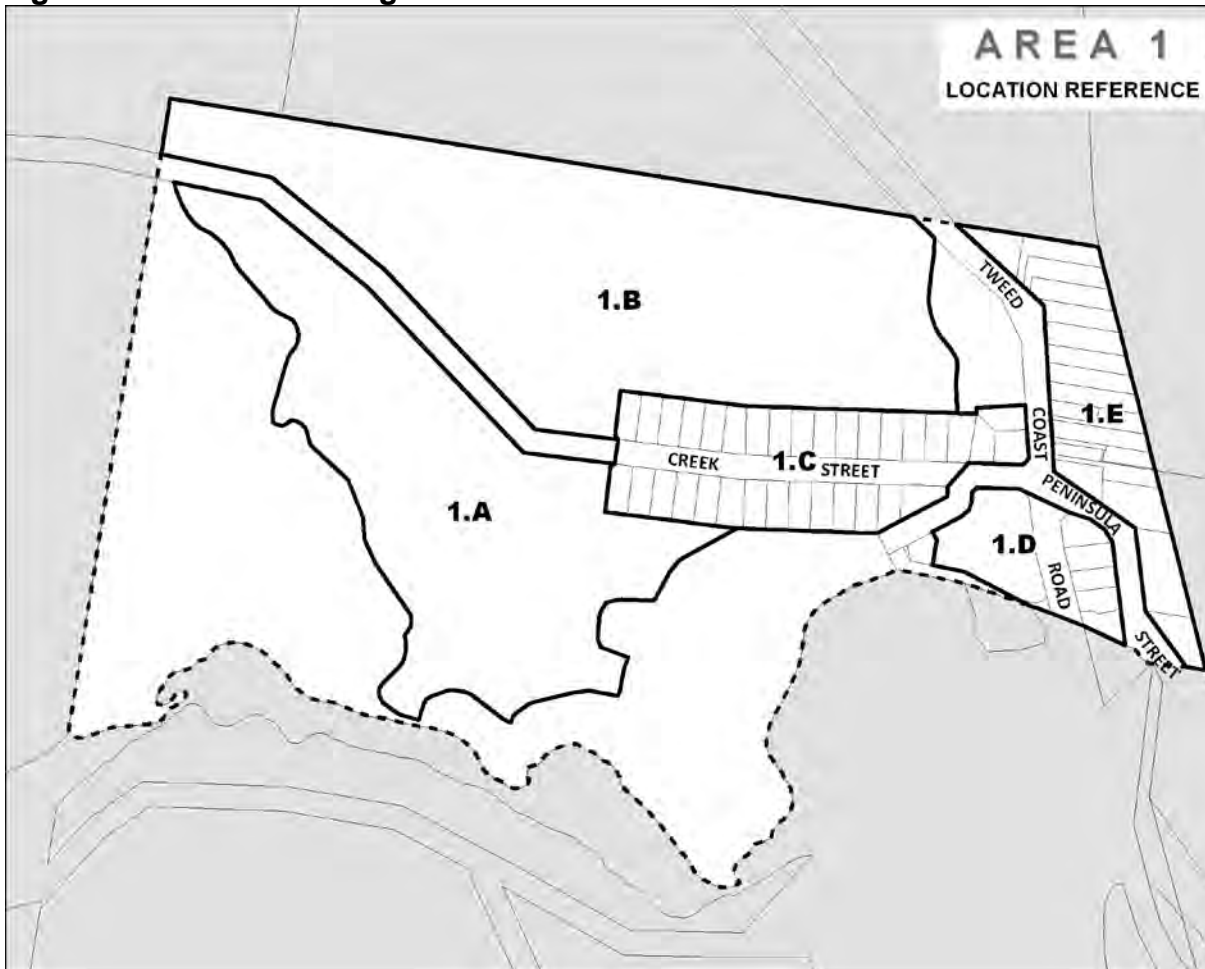 AREA 1
LOCATION REFERENCE
TWEED
1.B
COAST
1.E
CREEK
1.C
STREET
PENINSULA
1.A
1.D
ROAD
STREET